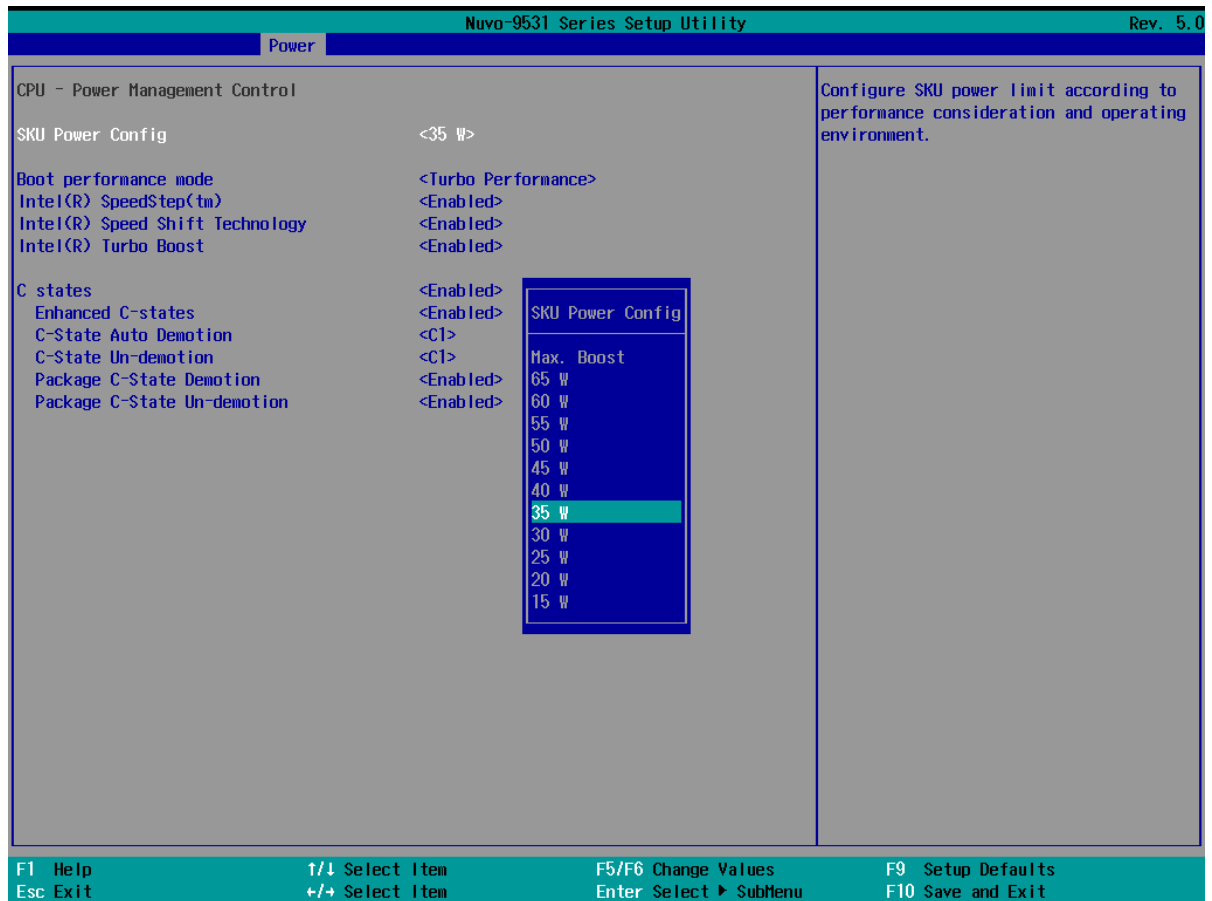 Nuvo-9531 Series Setup Utility Rev. 5.0
Power
CPU - Power Management Control
SKU Power Config <35 W>
Boot performance mode <Turbo Performance>
Intel(R) SpeedStep(tm) <Enabled>
Intel(R) Speed Shift Technology <Enabled>
Intel(R) Turbo Boost <Enabled>
C states <Enabled>
Enhanced C-states <Enabled>
C-State Auto Demotion <C1>
C-State Un-demotion <C1>
Package C-State Demotion <Enabled>
Package C-State Un-demotion <Enabled>
SKU Power Config
Max. Boost
65 W
60 W
55 W
50 W
45 W
40 W
35 W
30 W
25 W
20 W
15 W
Configure SKU power limit according to
performance consideration and operating
environment.
F1 Help ↑/↓ Select Item F5/F6 Change Values F9 Setup Defaults
Esc Exit ←/→ Select Item Enter Select ▶ SubMenu F10 Save and Exit